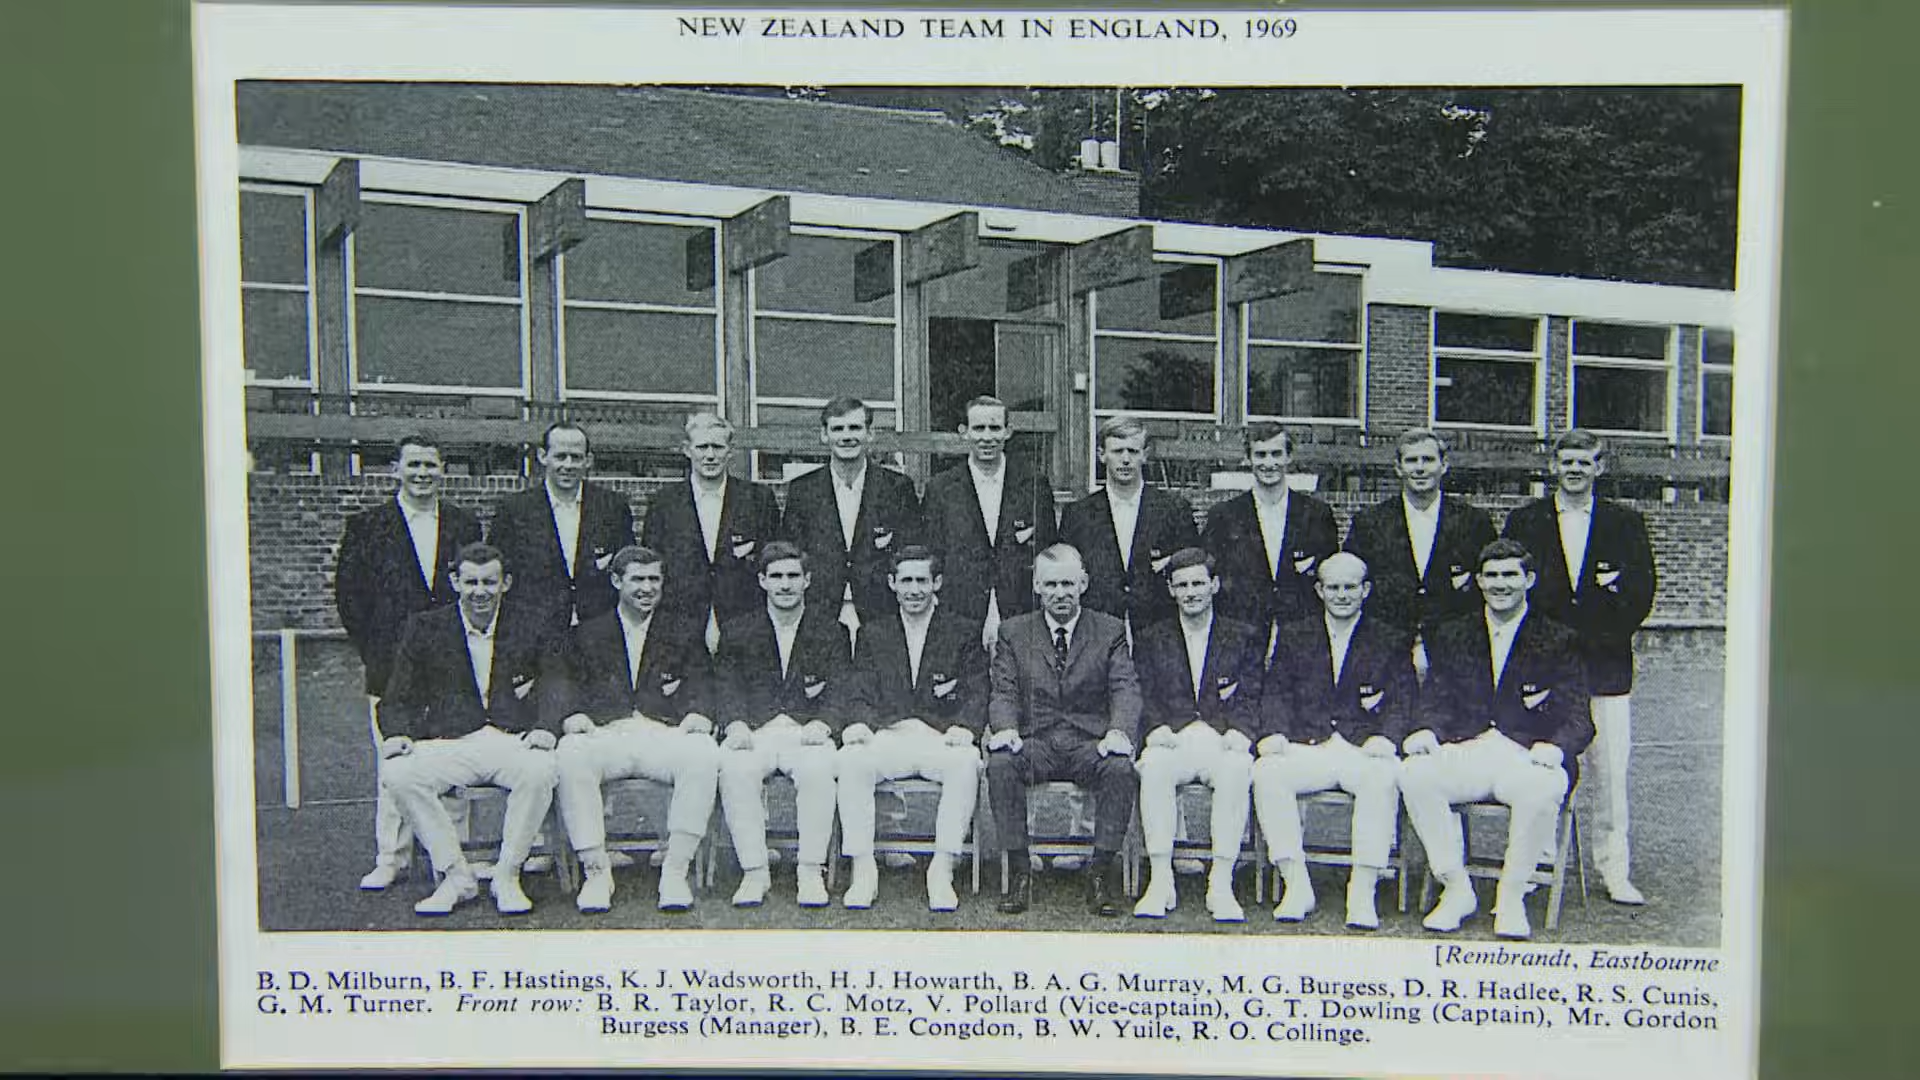 NEW ZEALAND TEAM IN ENGLAND, 1969
[Rembrandt, Eastbourne
B. D. Milburn, B. F. Hastings, K. J. Wadsworth, H. J. Howarth, B. A. G. Murray, M. G. Burgess, D. R. Hadlee, R. S. Cunis,
G. M. Turner. Front row: B. R. Taylor, R. C. Motz, V. Pollard (Vice-captain), G. T. Dowling (Captain), Mr. Gordon
Burgess (Manager), B. E. Congdon, B. W. Yuile, R. O. Collinge.